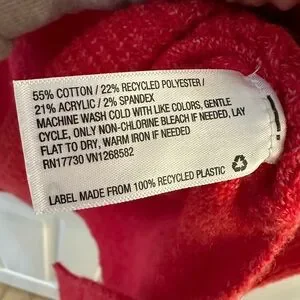 55% COTTON / 22% RECYCLED POLYESTER /
21% ACRYLIC / 2% SPANDEX
MACHINE WASH COLD WITH LIKE COLORS, GENTLE
CYCLE, ONLY NON-CHLORINE BLEACH IF NEEDED, LAY
FLAT TO DRY, WARM IRON IF NEEDED
RN17730 VN1268582
LABEL MADE FROM 100% RECYCLED PLASTIC